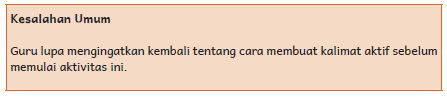 Kesalahan Umum
Guru lupa mengingatkan kembali tentang cara membuat kalimat aktif sebelum
memulai aktivitas ini.